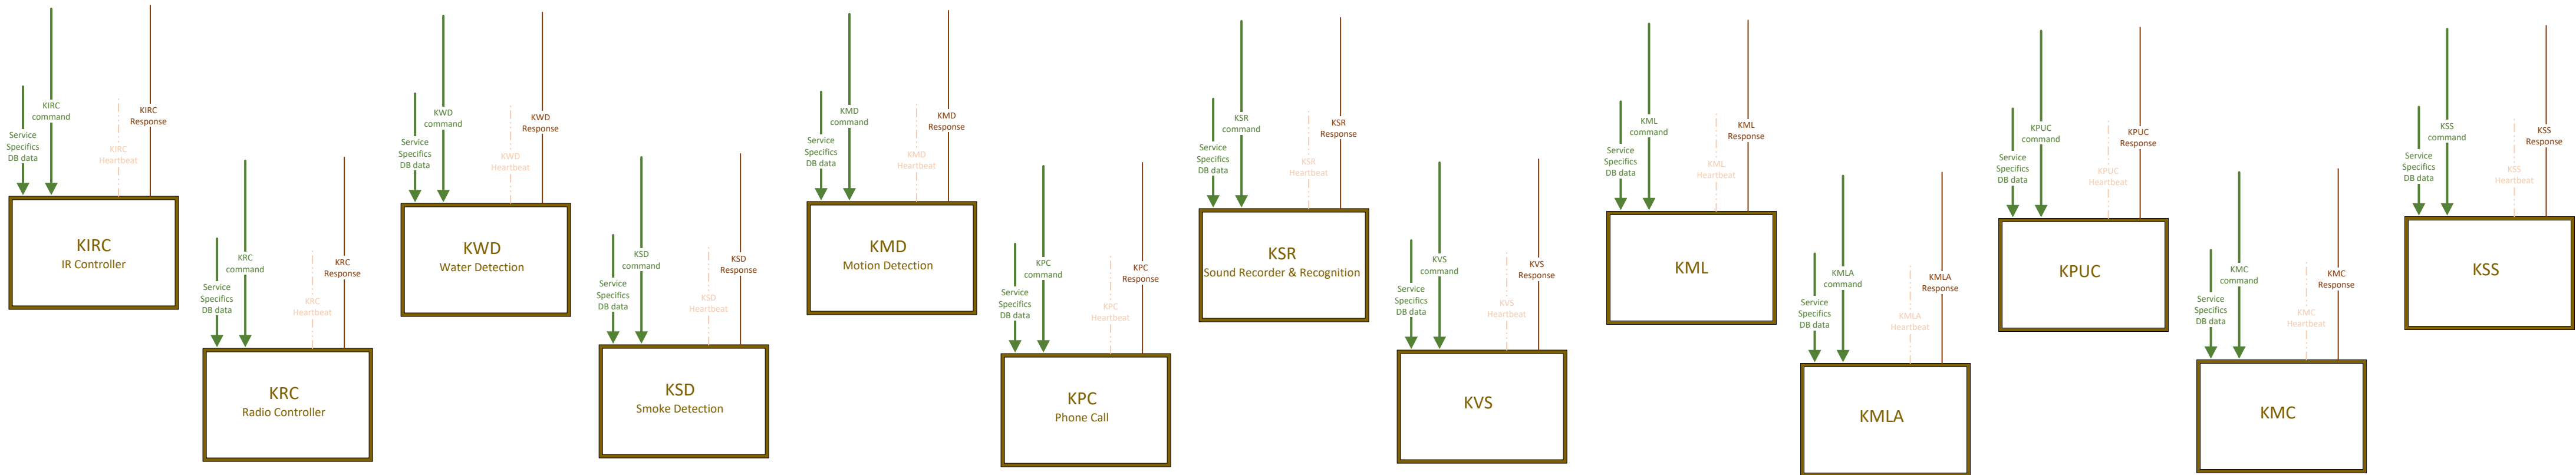 KIRC
command
KIRC
Response
Service
Specifics
DB data
KIRC
Heartbeat
KIRC
IR Controller
KRC
command
KRC
Response
Service
Specifics
DB data
KRC
Heartbeat
KRC
Radio Controller
KWD
command
KWD
Response
Service
Specifics
DB data
KWD
Heartbeat
KWD
Water Detection
KSD
command
KSD
Response
Service
Specifics
DB data
KSD
Heartbeat
KSD
Smoke Detection
KMD
command
KMD
Response
Service
Specifics
DB data
KMD
Heartbeat
KMD
Motion Detection
KPC
command
KPC
Response
Service
Specifics
DB data
KPC
Heartbeat
KPC
Phone Call
KSR
command
KSR
Response
Service
Specifics
DB data
KSR
Heartbeat
KSR
Sound Recorder & Recognition
KVS
command
KVS
Response
Service
Specifics
DB data
KVS
Heartbeat
KVS
KML
command
KML
Response
Service
Specifics
DB data
KML
Heartbeat
KML
KMLA
command
KMLA
Response
Service
Specifics
DB data
KMLA
Heartbeat
KMLA
KPUC
command
KPUC
Response
Service
Specifics
DB data
KPUC
Heartbeat
KPUC
KMC
command
KMC
Response
Service
Specifics
DB data
KMC
Heartbeat
KMC
KSS
command
KSS
Response
Service
Specifics
DB data
KSS
Heartbeat
KSS